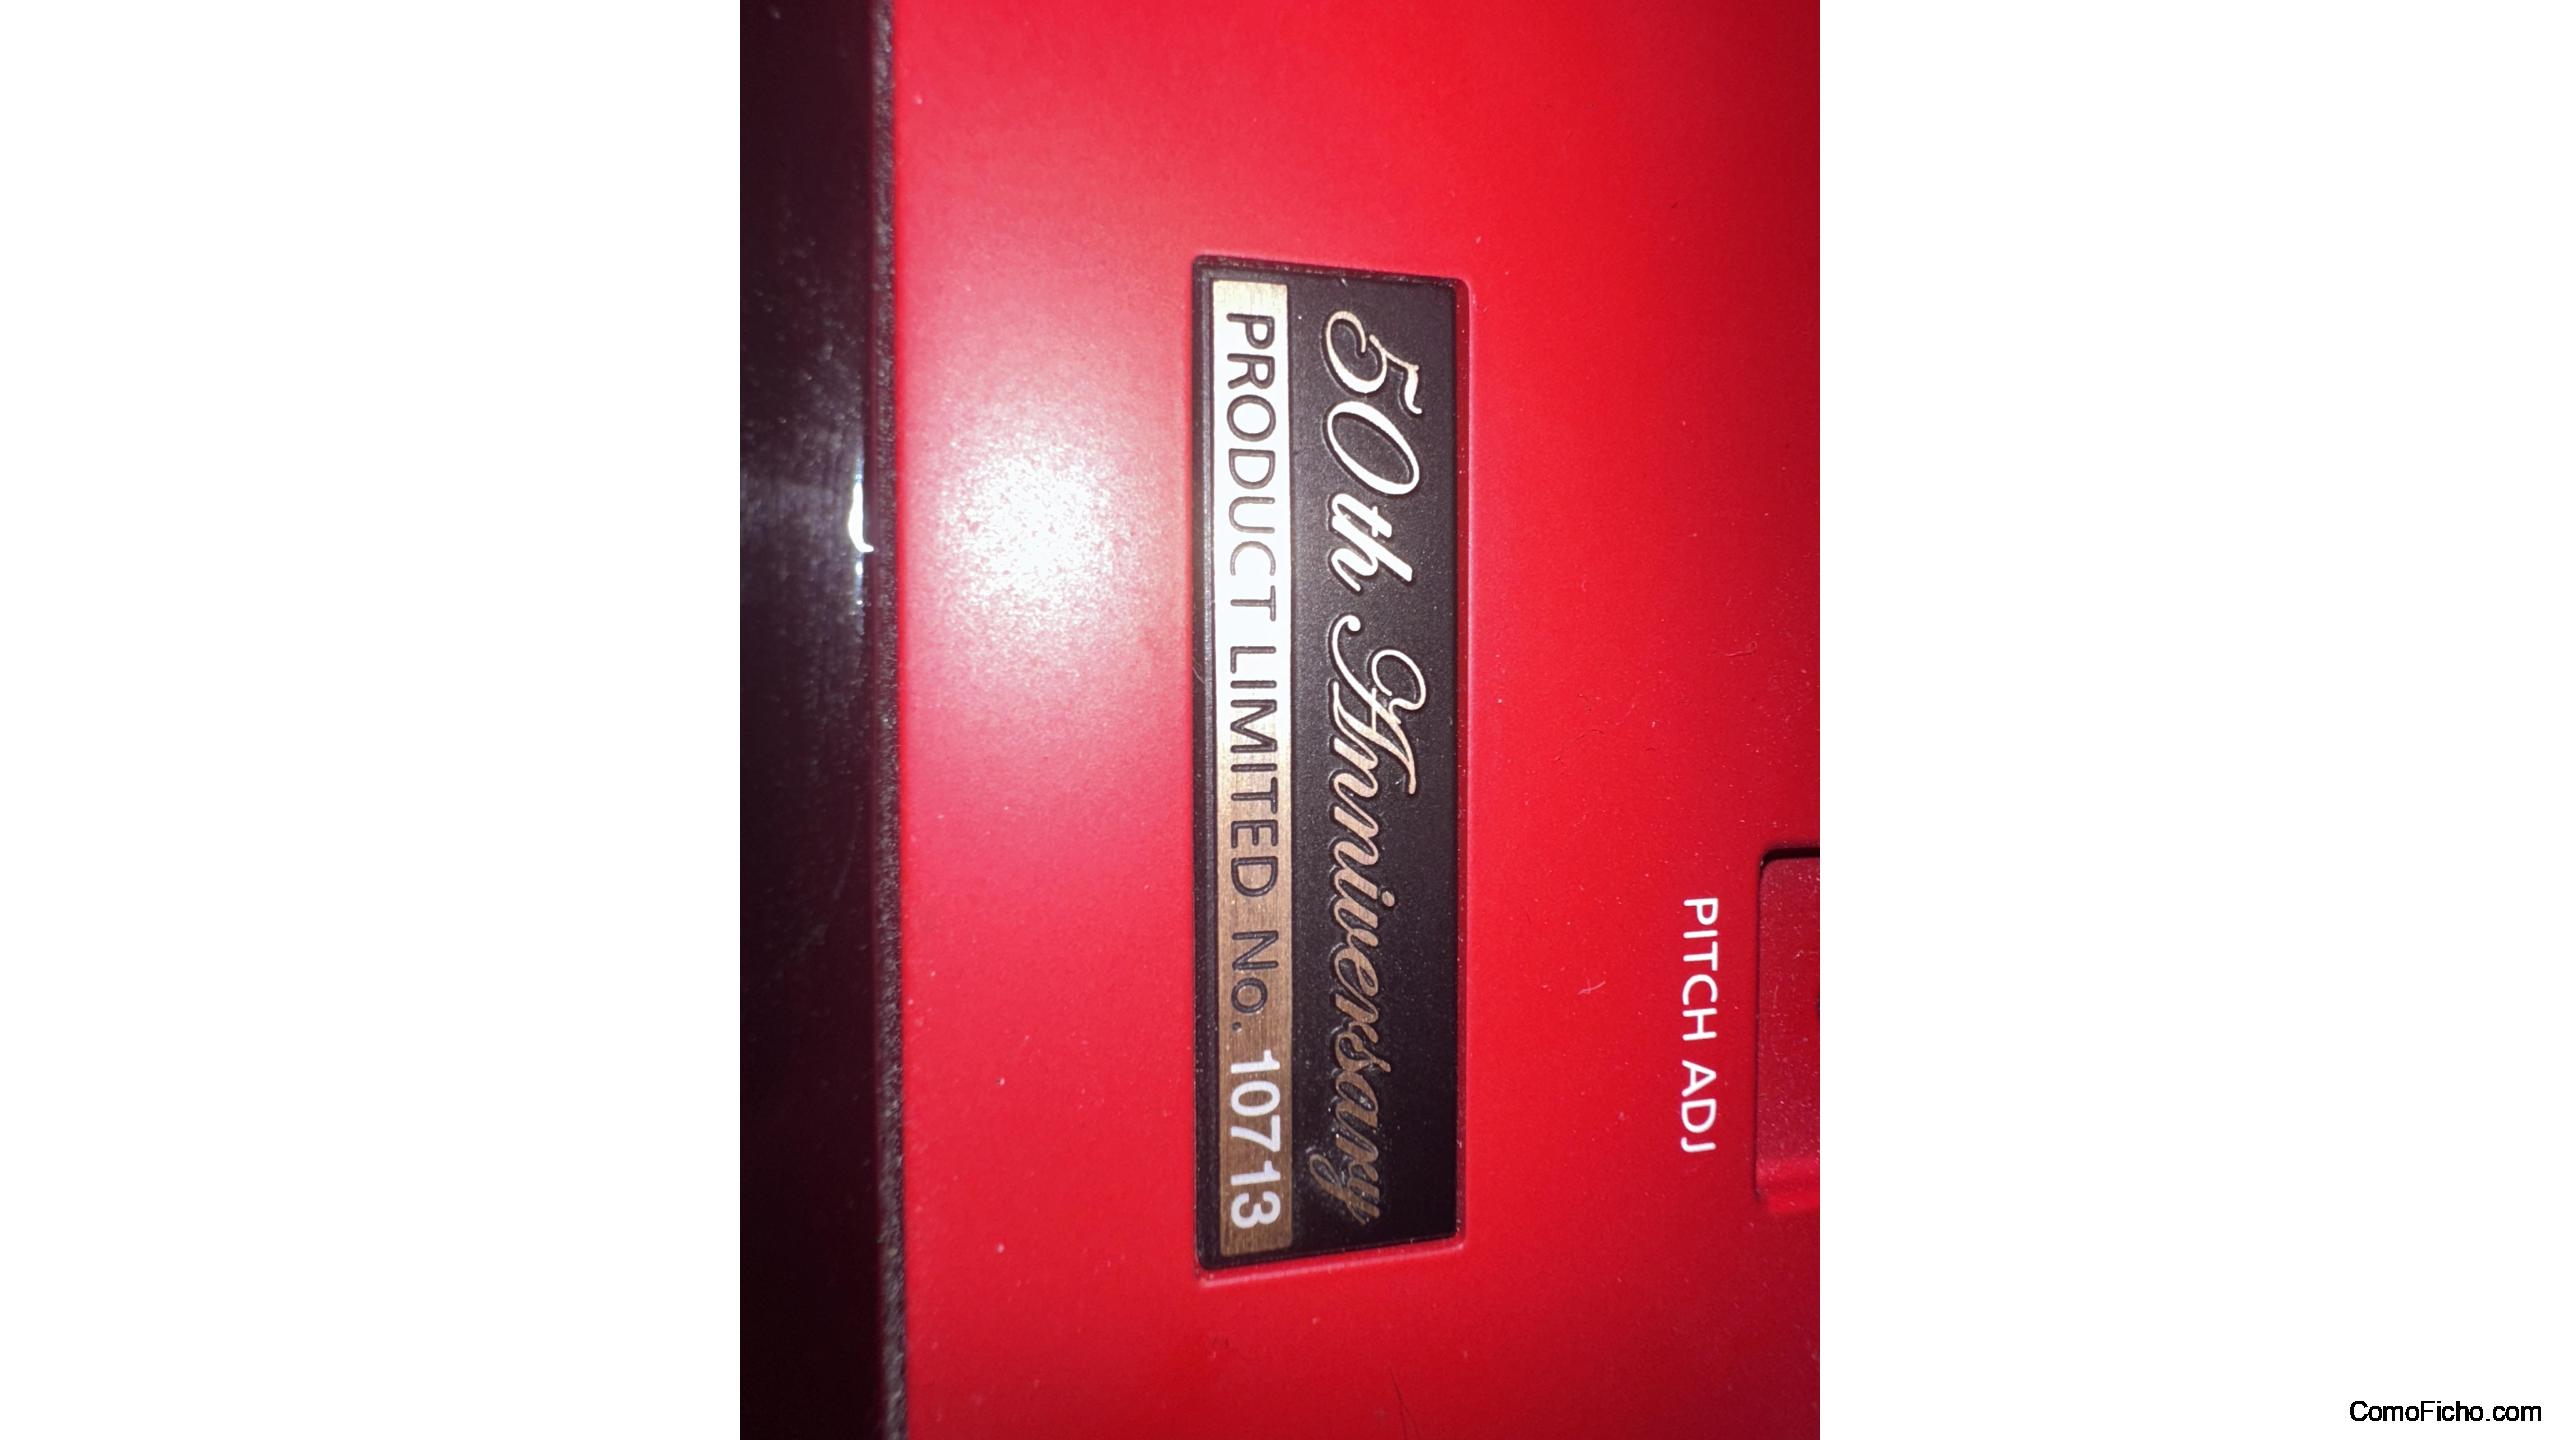 50th Anniversary
PRODUCT LIMITED No. 10713
PITCH ADJ
ComoFicho.com